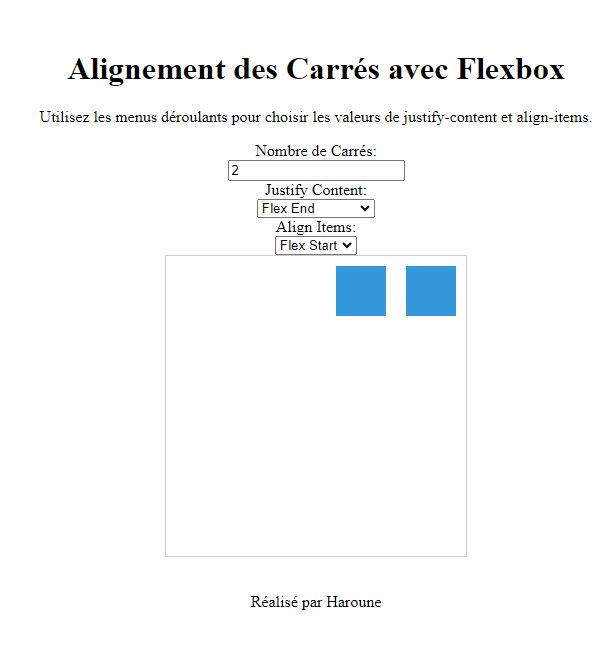 Alignement des Carrés avec Flexbox
Utilisez les menus déroulants pour choisir les valeurs de justify-content et align-items.
Nombre de Carrés:
2
Justify Content:
Flex End
Align Items:
Flex Start
Réalisé par Haroune